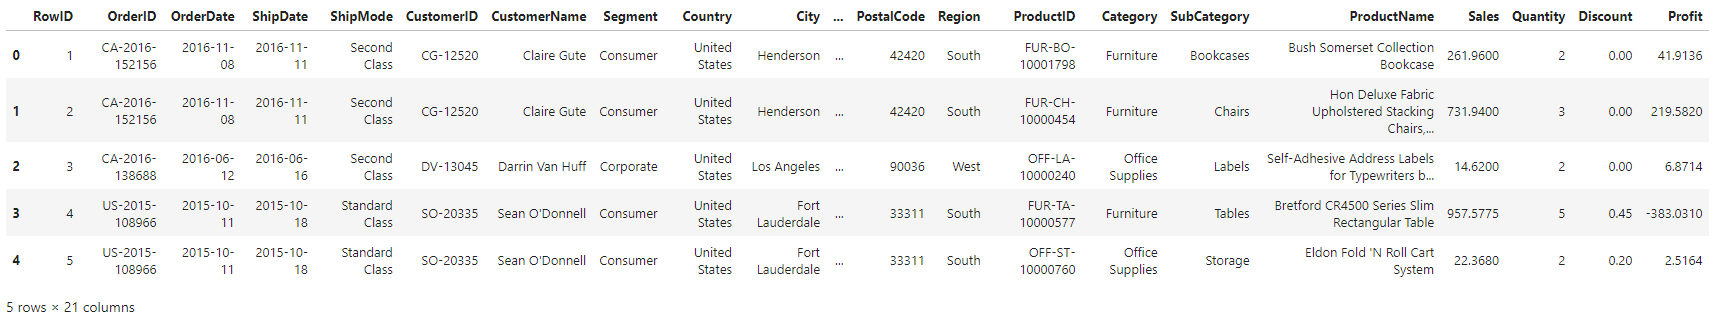 RowID OrderID OrderDate ShipDate ShipMode CustomerID CustomerName Segment Country City ... PostalCode Region ProductID Category SubCategory ProductName Sales Quantity Discount Profit
0 1 CA-2016-152156 2016-11-08 2016-11-11 Second Class CG-12520 Claire Gute Consumer United States Henderson ... 42420 South FUR-BO-10001798 Furniture Bookcases Bush Somerset Collection Bookcase 261.9600 2 0.00 41.9136
1 2 CA-2016-152156 2016-11-08 2016-11-11 Second Class CG-12520 Claire Gute Consumer United States Henderson ... 42420 South FUR-CH-10000454 Furniture Chairs Hon Deluxe Fabric Upholstered Stacking Chairs,... 731.9400 3 0.00 219.5820
2 3 CA-2016-138688 2016-06-12 2016-06-16 Second Class DV-13045 Darrin Van Huff Corporate United States Los Angeles ... 90036 West OFF-LA-10000240 Office Supplies Labels Self-Adhesive Address Labels for Typewriters b... 14.6200 2 0.00 6.8714
3 4 US-2015-108966 2015-10-11 2015-10-18 Standard Class SO-20335 Sean O'Donnell Consumer United States Fort Lauderdale ... 33311 South FUR-TA-10000577 Furniture Tables Bretford CR4500 Series Slim Rectangular Table 957.5775 5 0.45 -383.0310
4 5 US-2015-108966 2015-10-11 2015-10-18 Standard Class SO-20335 Sean O'Donnell Consumer United States Fort Lauderdale ... 33311 South OFF-ST-10000760 Office Supplies Storage Eldon Fold 'N Roll Cart System 22.3680 2 0.20 2.5164
5 rows × 21 columns